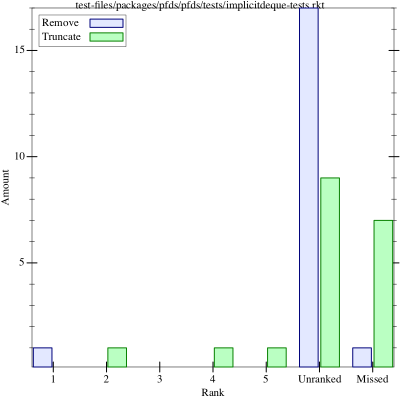 test-files/packages/pfds/pfds/tests/implicitdeque-tests.rkt
Remove
Truncate
15
10
5
Amount
1 2 3 4 5 Unranked Missed
Rank